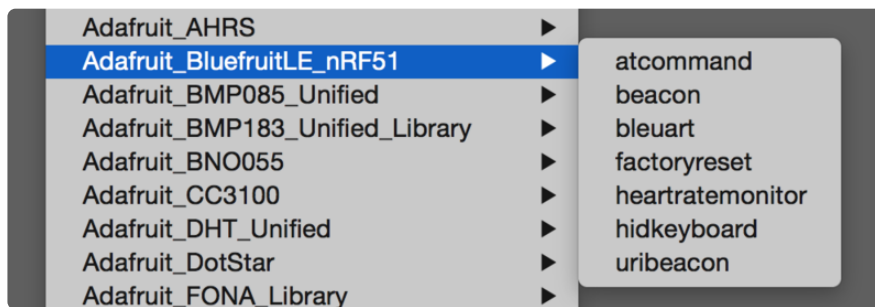 Adafruit_AHRS
Adafruit_BluefruitLE_nRF51
Adafruit_BMP085_Unified
Adafruit_BMP183_Unified_Library
Adafruit_BNO055
Adafruit_CC3100
Adafruit_DHT_Unified
Adafruit_DotStar
Adafruit_FONA_Library
atcommand
beacon
bleuart
factoryreset
heartratemonitor
hidkeyboard
uribeacon